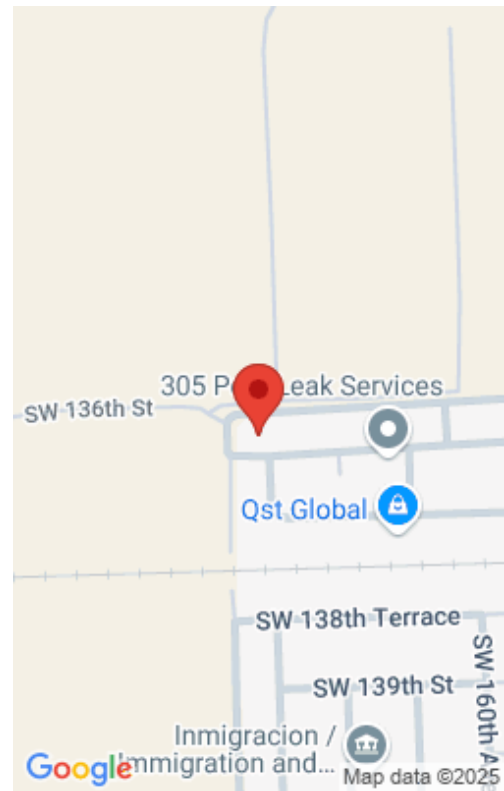 305 P Leak Services
SW 136th St
Qst Global
SW 138th Terrace
SW 139th St
SW 160th A
Inmigracion /
mmigration and...
Google
Map data ©2025